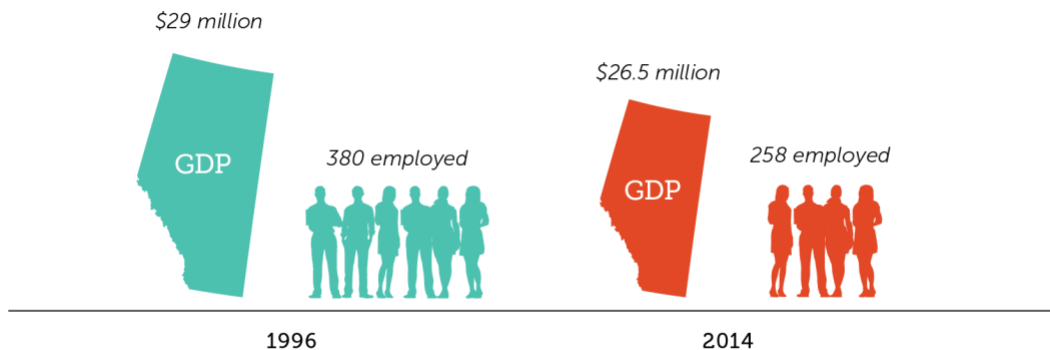 $29 million
GDP
380 employed
$26.5 million
GDP
258 employed
1996
2014